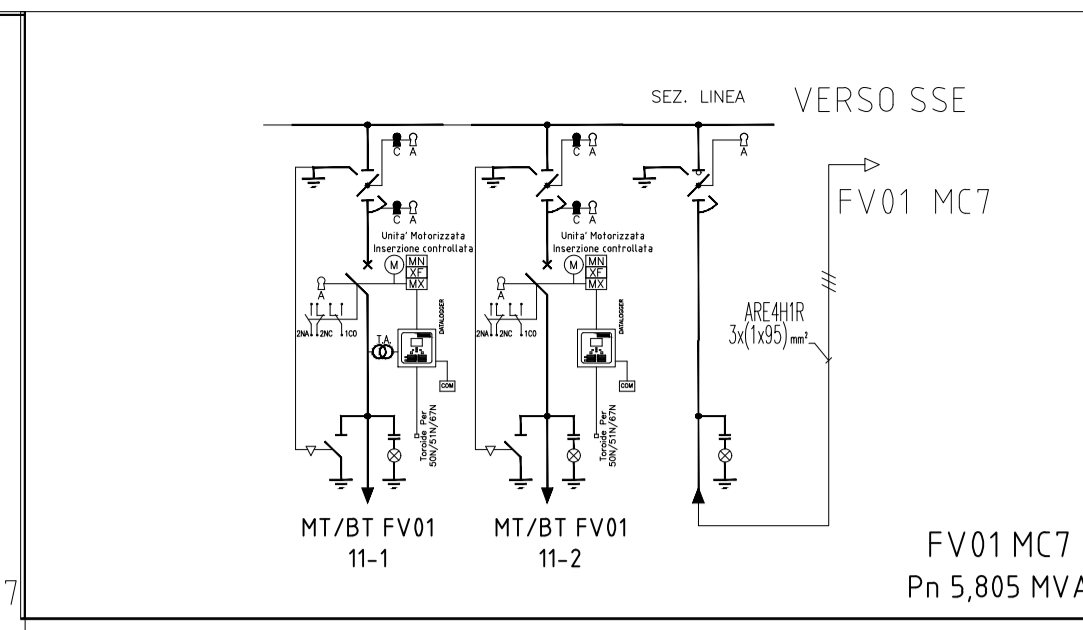 SEZ. LINEA
VERSO SSE
C A
C A
A
C A
C A
FV01 MC7
Unita' Motorizzata
Inserzione controllata
M
MN
XF
MX
A
2NA 2NC 1CO
T.A.
DATALOGGER
COM
Toroide Per
50N/51N/67N
Unita' Motorizzata
Inserzione controllata
M
MN
XF
MX
A
2NA 2NC 1CO
DATALOGGER
COM
Toroide Per
50N/51N/67N
ARE4H1R
3x(1x95) mm²
MT/BT FV01
11-1
MT/BT FV01
11-2
FV01 MC7
Pn 5,805 MVA
7